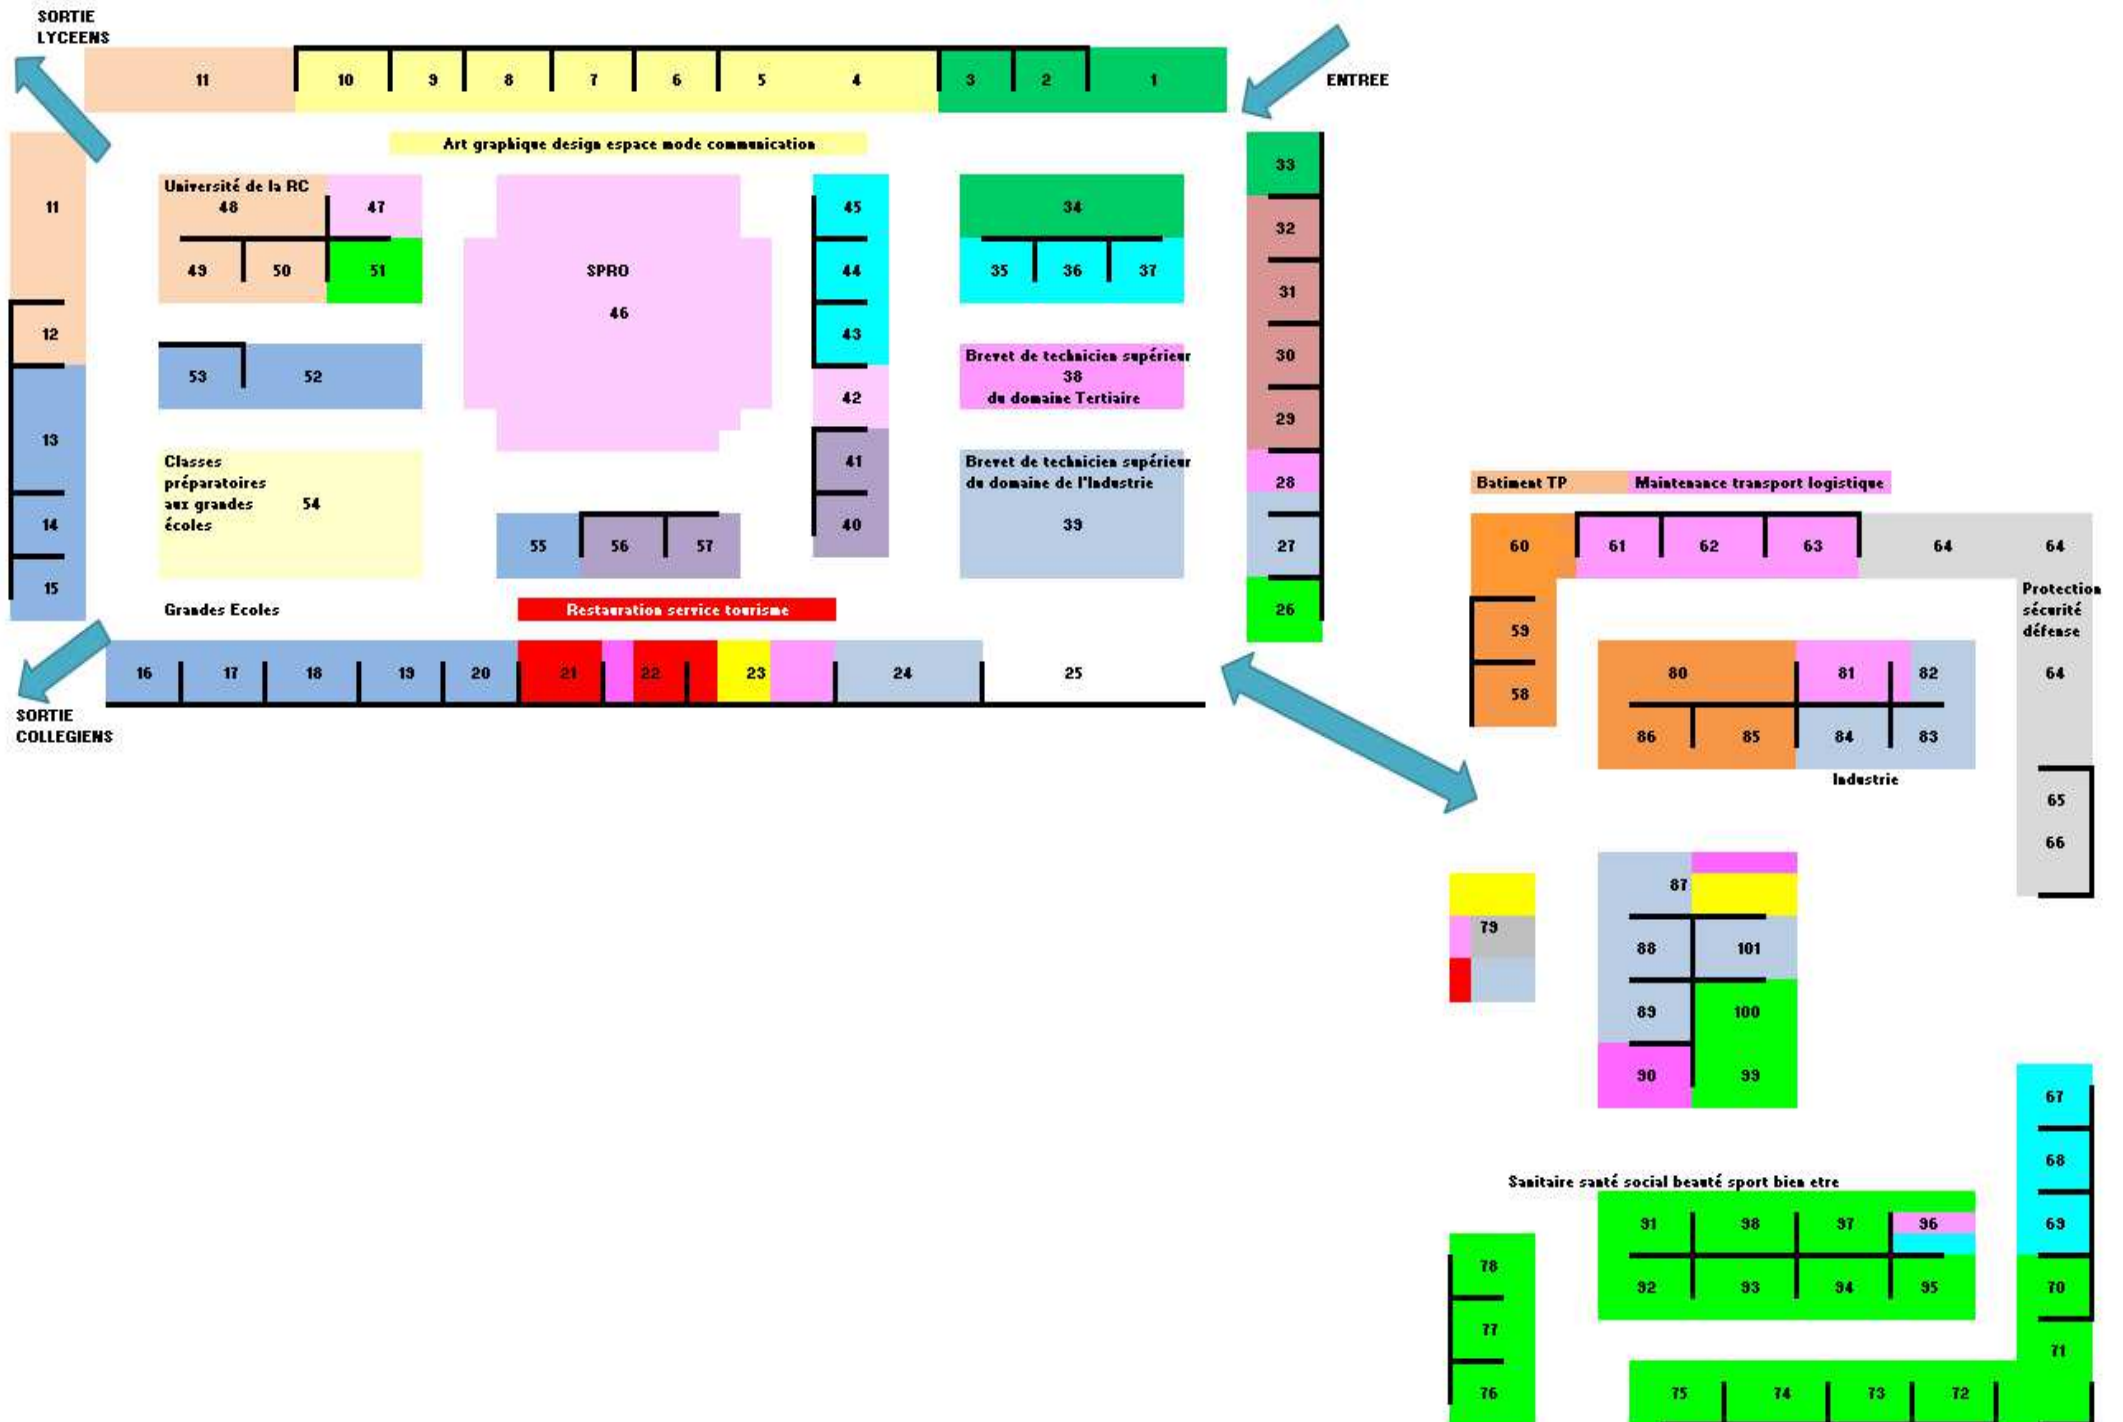 SORTIE
LYCEENS
ENTREE
11 10 9 8 7 6 5 4 3 2 1
Art graphique design espace mode communication
33
Université de la RC
11 48 47 45 34
32
49 50 51 SPRO 44 35 36 37
31
46
12 43
Brevet de technicien supérieur
30
53 52 38
42 du domaine Tertiaire
29
13
Classes
41
Brevet de technicien supérieur
préparatoires
du domaine de l'Industrie
28
Batiment TP Maintenance transport logistique
aux grandes 54
écoles
14 40 39
55 56 57 27
60 61 62 63 64 64
15
Protection
Grandes Ecoles Restauration service tourisme 26
sécurité
59
défense
16 17 18 19 20 21 22 23 24 25
80 81 82 64
58
SORTIE
COLLEGIENS
86 85 84 83
Industrie
65
66
87
79
88 101
89 100
90 99
67
68
Sanitaire santé social beauté sport bien etre
91 98 97 96 69
78
92 93 94 95 70
77
71
76
75 74 73 72